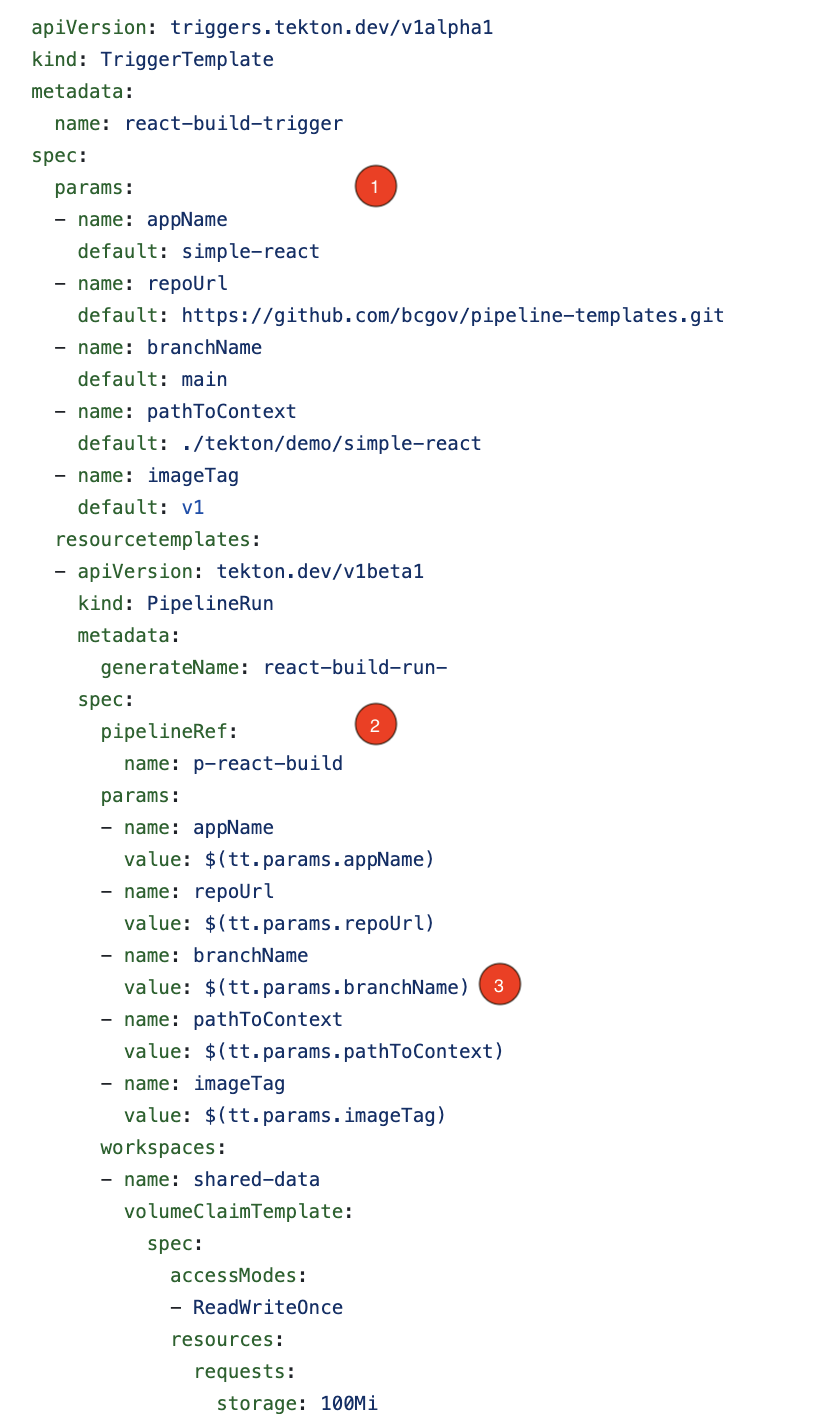 apiVersion: triggers.tekton.dev/v1alpha1
kind: TriggerTemplate
metadata:
  name: react-build-trigger
spec:
  params: 1
  - name: appName
    default: simple-react
  - name: repoUrl
    default: https://github.com/bcgov/pipeline-templates.git
  - name: branchName
    default: main
  - name: pathToContext
    default: ./tekton/demo/simple-react
  - name: imageTag
    default: v1
  resourcetemplates:
  - apiVersion: tekton.dev/v1beta1
    kind: PipelineRun
    metadata:
      generateName: react-build-run-
    spec:
      pipelineRef: 2
        name: p-react-build
      params:
      - name: appName
        value: $(tt.params.appName)
      - name: repoUrl
        value: $(tt.params.repoUrl)
      - name: branchName
        value: $(tt.params.branchName) 3
      - name: pathToContext
        value: $(tt.params.pathToContext)
      - name: imageTag
        value: $(tt.params.imageTag)
      workspaces:
      - name: shared-data
        volumeClaimTemplate:
          spec:
            accessModes:
            - ReadWriteOnce
            resources:
              requests:
                storage: 100Mi